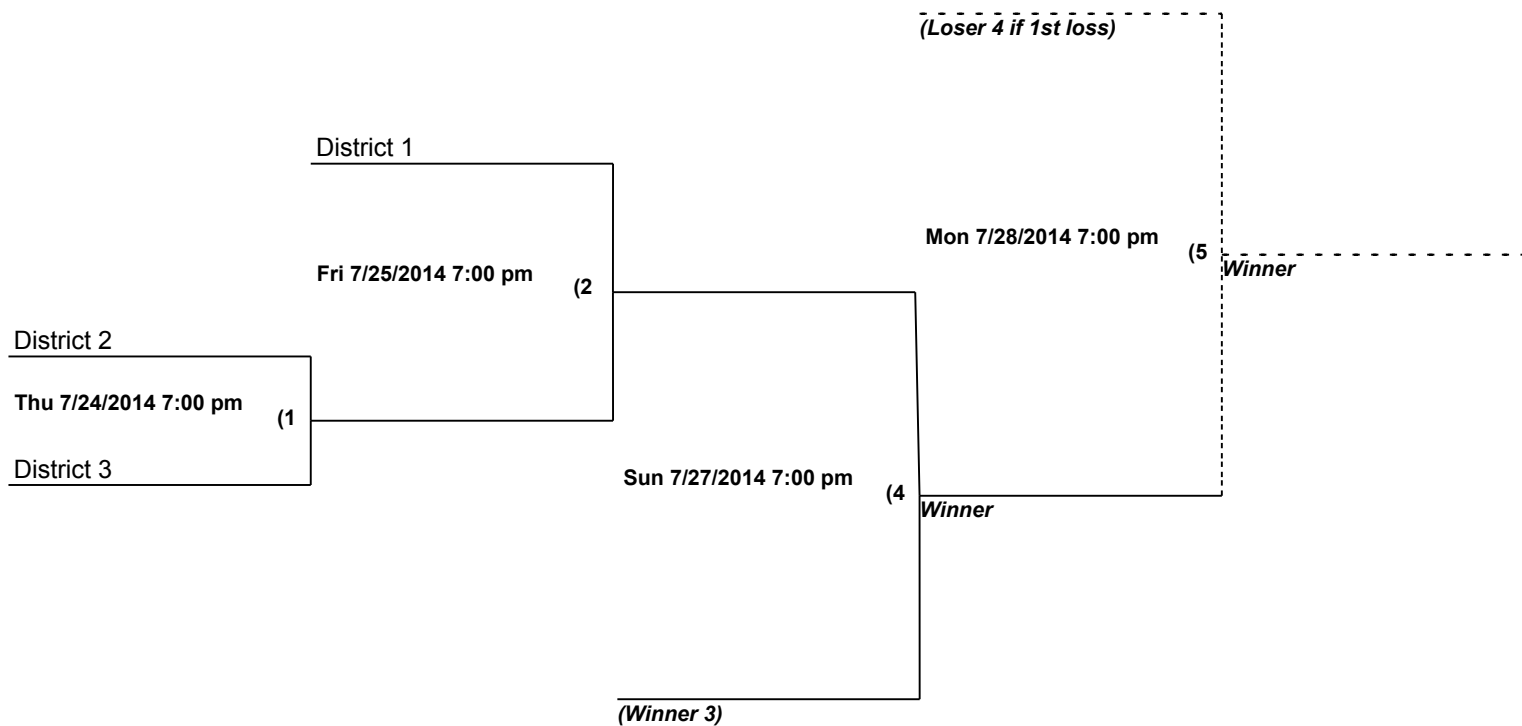 (Loser 4 if 1st loss)
District 1
Mon 7/28/2014 7:00 pm (5
Winner
Fri 7/25/2014 7:00 pm (2
District 2
Thu 7/24/2014 7:00 pm (1
District 3
Sun 7/27/2014 7:00 pm (4
Winner
(Winner 3)